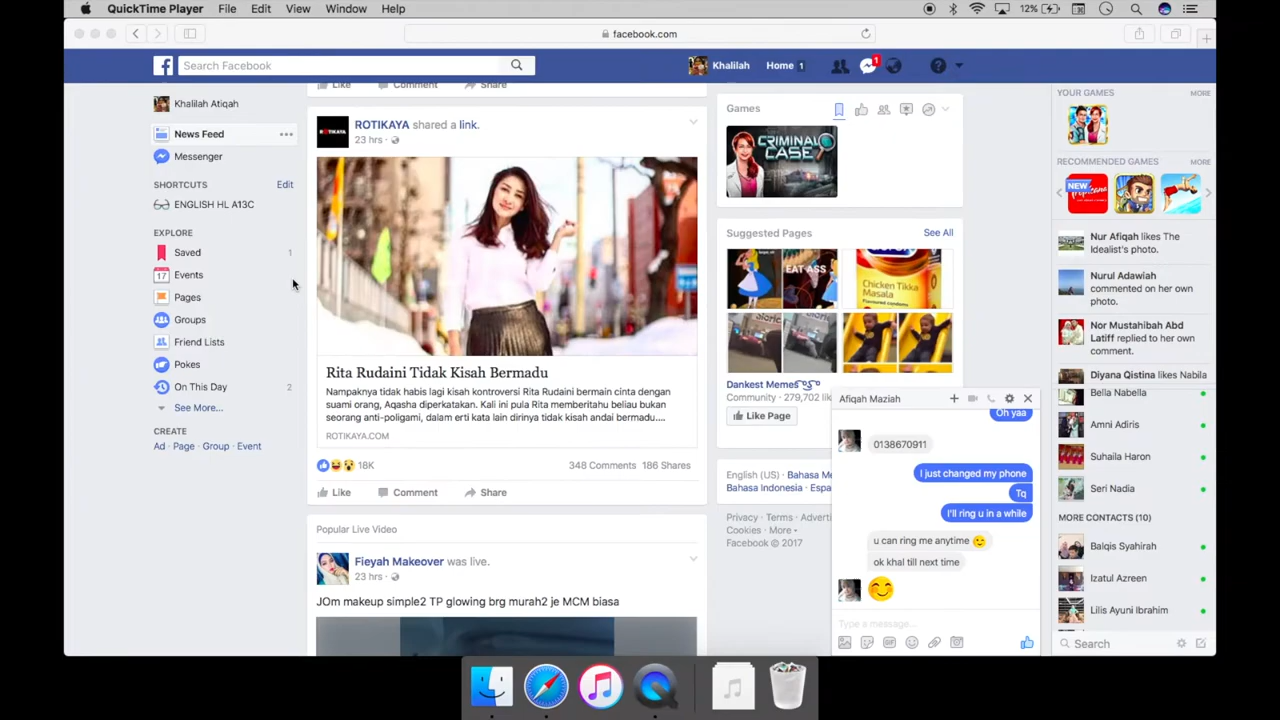 QuickTime Player File Edit View Window Help
12%
facebook.com
Search Facebook
Khalilah
Home 1
1
Khalilah Atiqah
News Feed
Messenger
SHORTCUTS Edit
ENGLISH HL A13C
EXPLORE
Saved 1
17 Events
Pages
Groups
Friend Lists
Pokes
On This Day 2
See More...
CREATE
Ad · Page · Group · Event
Like Comment Share
ROTIKAYA
ROTIKAYA shared a link.
23 hrs ·
Rita Rudaini Tidak Kisah Bermadu
Nampaknya tidak habis lagi kisah kontroversi Rita Rudaini bermain cinta dengan
suami orang, Aqasha diperkatakan. Kali ini pula Rita memberitahu beliau bukan
seorang anti-poligami, dalam erti kata lain dirinya tidak kisah andai bermadu....
ROTIKAYA.COM
18K 348 Comments 186 Shares
Like Comment Share
Popular Live Video
Fieyah Makeover was live.
23 hrs ·
JOm makeup simple2 TP glowing brg murah2 je MCM biasa
Games
CRIMINAL
CASE
Suggested Pages See All
EAT ASS
Chicken Tikka
Masala
Dankest Memes
Community · 279,702 lik
Like Page
English (US) · Bahasa Me
Bahasa Indonesia · Espa
Privacy · Terms · Adverti
Cookies · More
Facebook © 2017
Afiqah Maziah
Oh yaa
0138670911
I just changed my phone
Tq
I'll ring u in a while
u can ring me anytime
ok khal till next time
Type a message...
GIF
YOUR GAMES MORE
RECOMMENDED GAMES MORE
NEW
Nur Afiqah likes The
Idealist's photo.
Nurul Adawiah
commented on her own
photo.
Nor Mustahibah Abd
Latiff replied to her own
comment.
Diyana Qistina likes Nabila
Bella Nabella
Amni Adiris
Suhaila Haron
Seri Nadia
MORE CONTACTS (10)
Balqis Syahirah
Izatul Azreen
Lilis Ayuni Ibrahim
Search